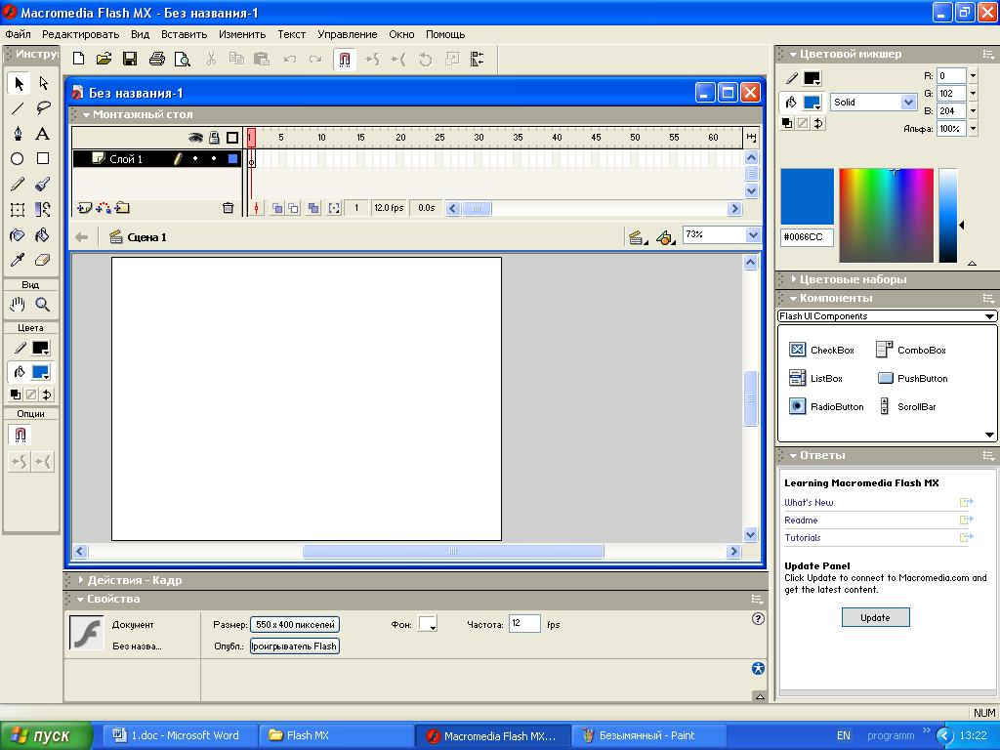 Macromedia Flash MX - Без названия-1
Файл Редактировать Вид Вставить Изменить Текст Управление Окно Помощь
Инстру
Вид
Цвета
Опции
Без названия-1
Монтажный стол
1 5 10 15 20 25 30 35 40 45 50 55 60
Слой 1
1 12.0 fps 0.0s
Сцена 1
73%
Действия - Кадр
Свойства
Документ
Без назва...
Размер: 550 x 400 пикселей
Фон:
Частота: 12 fps
Опубл.: роигрыватель Flash
Цветовой микшер
R: 0
Solid
G: 102
B: 204
Альфа: 100%
#0066CC
Цветовые наборы
Компоненты
Flash UI Components
CheckBox ComboBox
ListBox PushButton
RadioButton ScrollBar
Ответы
Learning Macromedia Flash MX
What's New
Readme
Tutorials
Update Panel
Click Update to connect to Macromedia.com and
get the latest content.
Update
NUM
пуск
1.doc - Microsoft Word
Flash MX
Macromedia Flash MX...
Безымянный - Paint
EN
programm
13:22